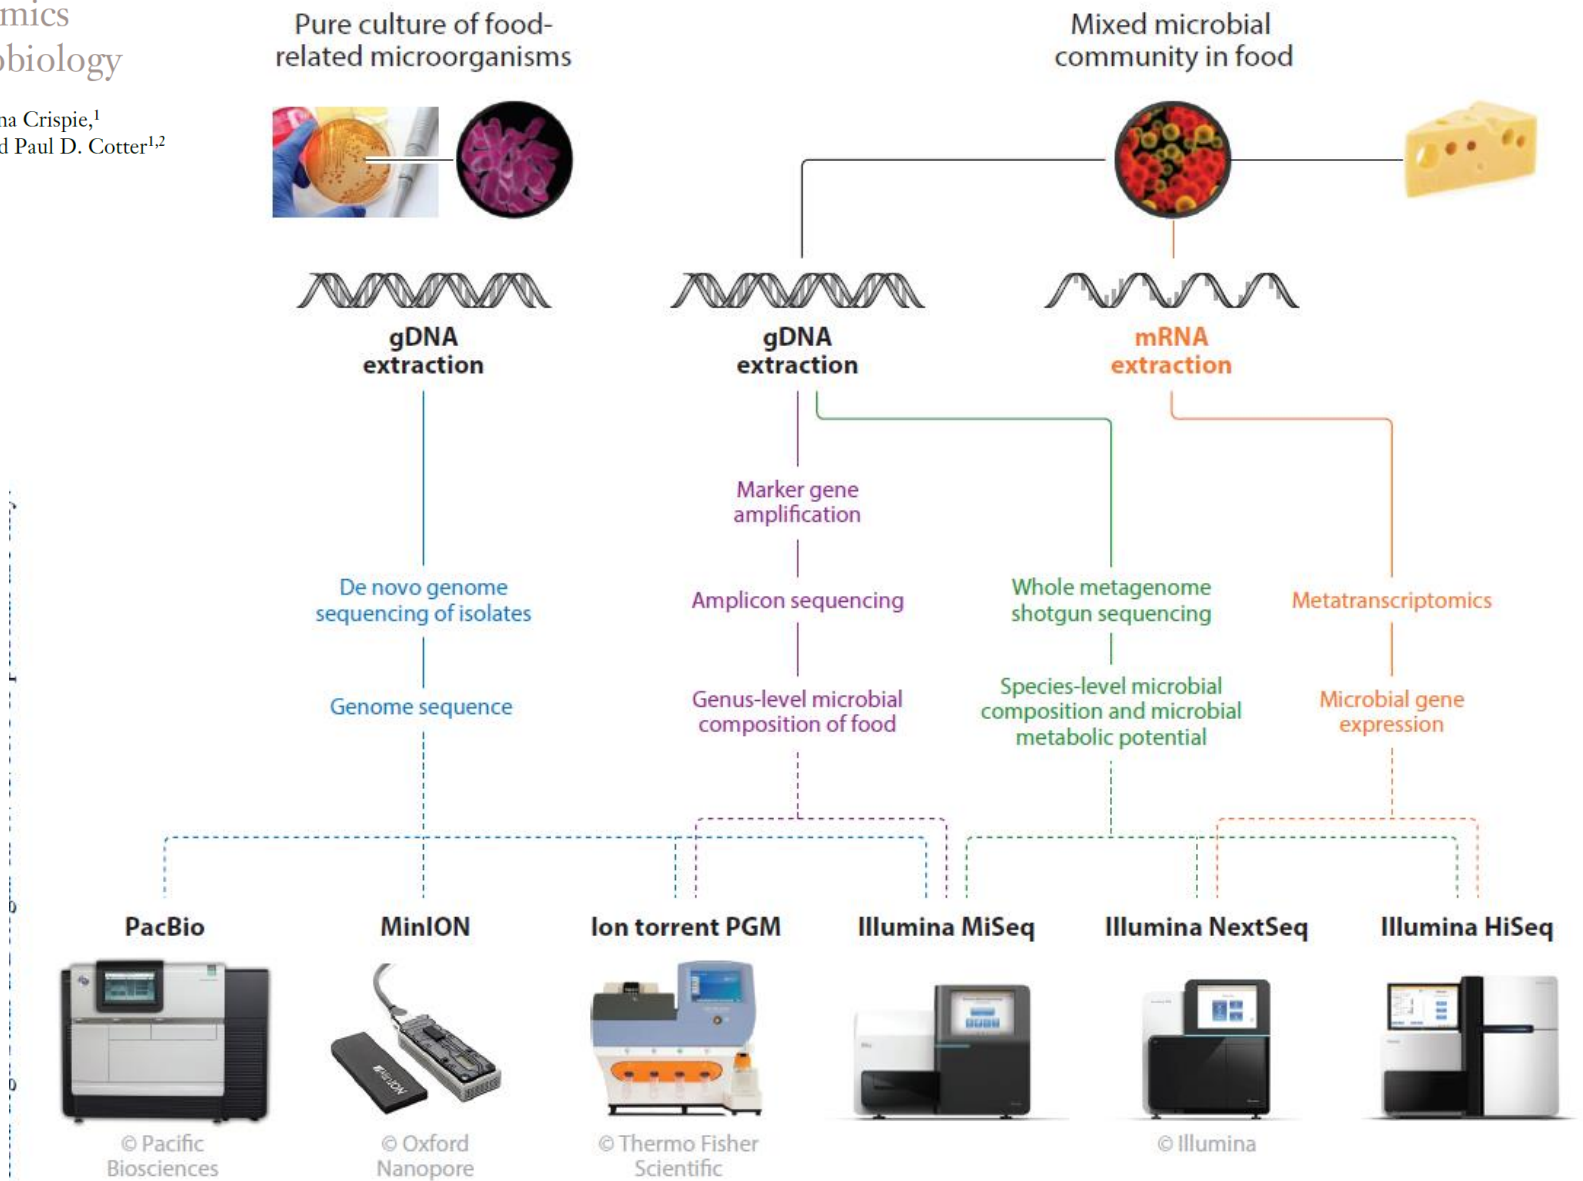 mics
obiology
na Crispie,1
d Paul D. Cotter1,2
Pure culture of food-
related microorganisms
Mixed microbial
community in food
gDNA
extraction
gDNA
extraction
mRNA
extraction
Marker gene
amplification
De novo genome
sequencing of isolates
Amplicon sequencing
Whole metagenome
shotgun sequencing
Metatranscriptomics
Genome sequence
Genus-level microbial
composition of food
Species-level microbial
composition and microbial
metabolic potential
Microbial gene
expression
PacBio
MinION
Ion torrent PGM
Illumina MiSeq
Illumina NextSeq
Illumina HiSeq
MinION
© Pacific
Biosciences
© Oxford
Nanopore
© Thermo Fisher
Scientific
© Illumina